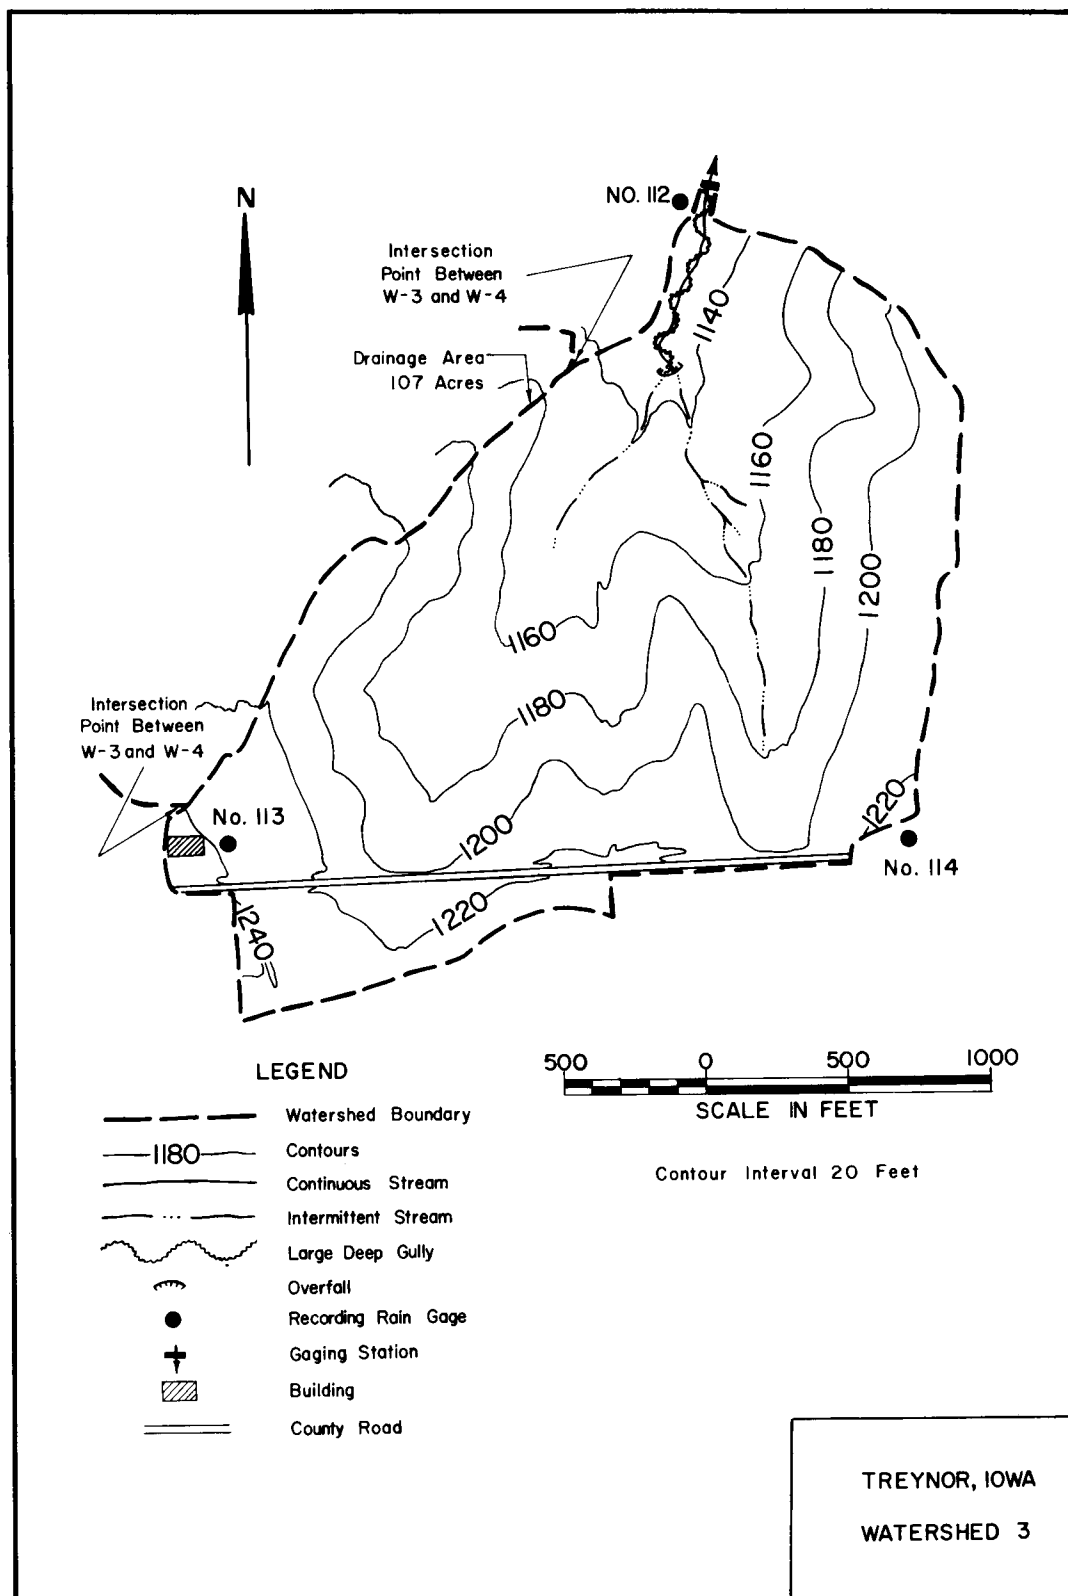 N
NO. 112
Intersection
Point Between
W-3 and W-4
Drainage Area
107 Acres
1140
1160
1180
1200
1160
1180
1200
1220
1220
1240
Intersection
Point Between
W-3 and W-4
No. 113
No. 114
LEGEND
Watershed Boundary
1180
Contours
Continuous Stream
Intermittent Stream
Large Deep Gully
Overfall
Recording Rain Gage
Gaging Station
Building
County Road
500 0 500 1000
SCALE IN FEET
Contour Interval 20 Feet
TREYNOR, IOWA
WATERSHED 3